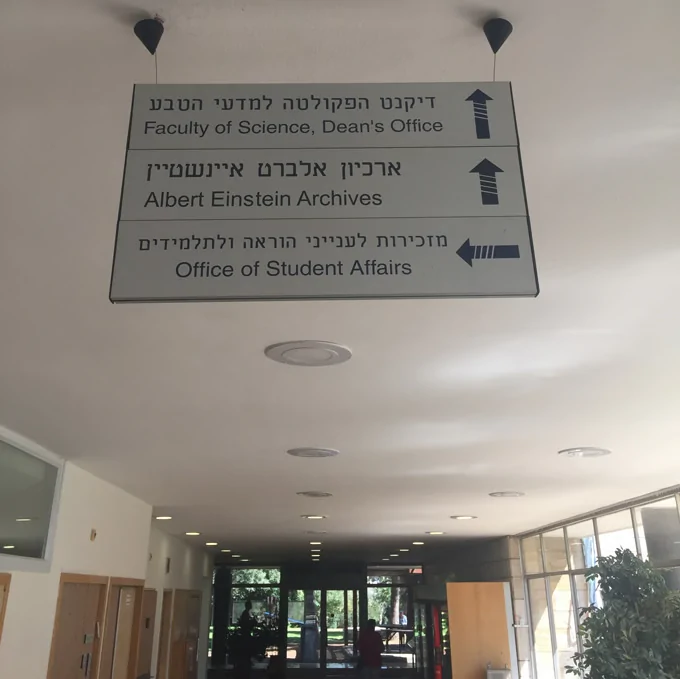 דיקנט הפקולטה למדעי הטבע
Faculty of Science, Dean's Office
ארכיון אלברט איינשטיין
Albert Einstein Archives
מזכירות לענייני הוראה ולתלמידים
Office of Student Affairs